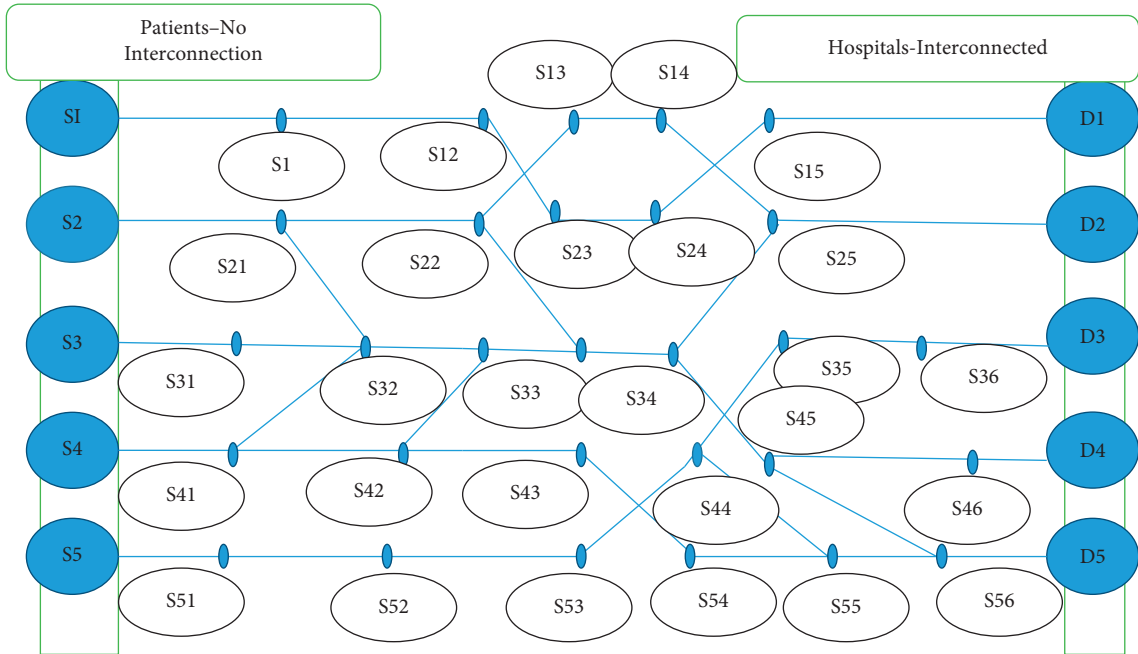 Patients–No
Interconnection
Hospitals-Interconnected
S13
S14
SI
D1
S1
S12
S15
S2
D2
S21
S22
S23
S24
S25
S3
D3
S31
S32
S33
S34
S35
S36
S45
S4
D4
S41
S42
S43
S44
S46
S5
D5
S51
S52
S53
S54
S55
S56